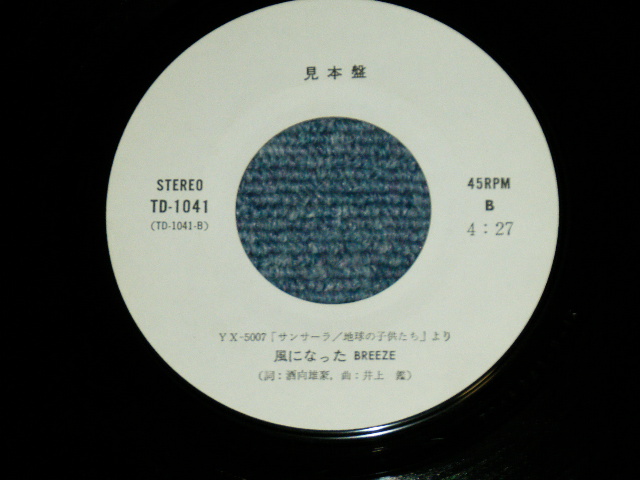 見本盤
STEREO
TD-1041
(TD-1041-B)
45RPM
B
4:27
YX-5007『サンサーラ/地球の子供たち』より
風になった BREEZE
(詞:酒向雄豪、曲:井上 鑑)